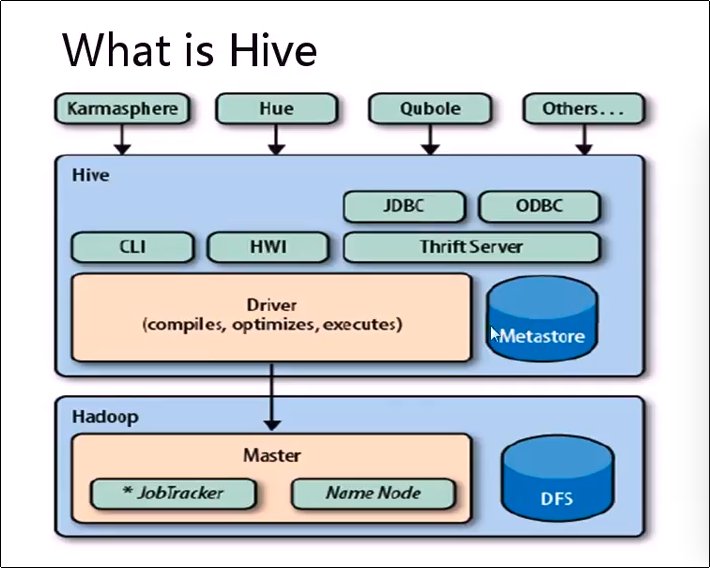 What is Hive
Karmasphere
Hue
Qubole
Others...
Hive
JDBC
ODBC
CLI
HWI
Thrift Server
Driver
(compiles, optimizes, executes)
Metastore
Hadoop
Master
* JobTracker
Name Node
DFS